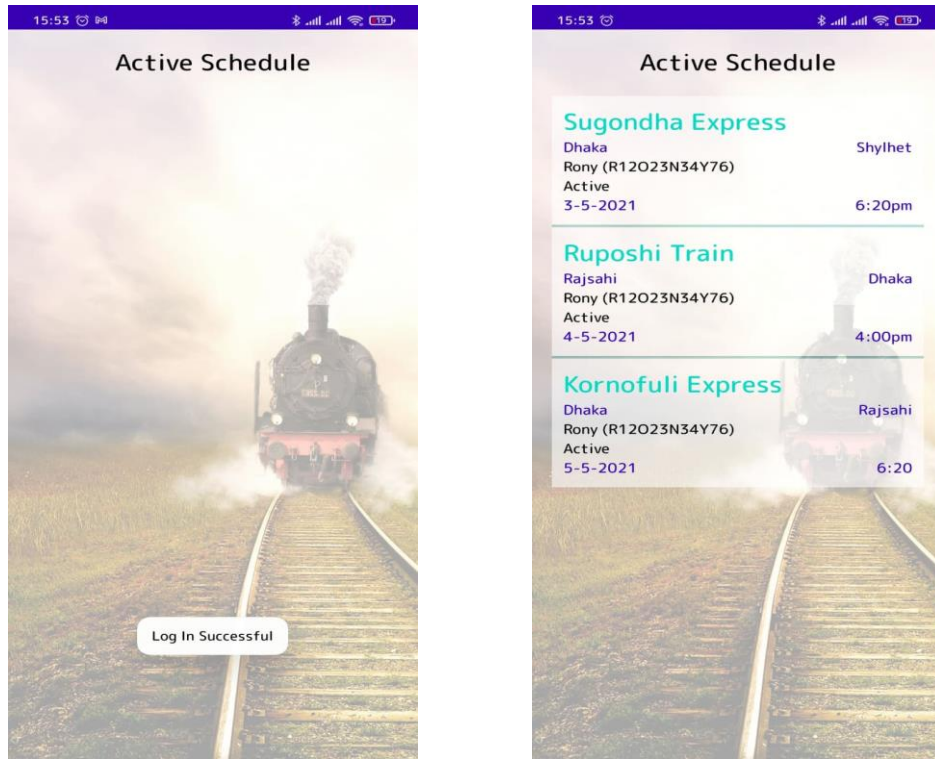 15:53
19
Active Schedule
Log In Successful
15:53
19
Active Schedule
Sugondha Express
Dhaka Shylhet
Rony (R12O23N34Y76)
Active
3-5-2021 6:20pm
Ruposhi Train
Rajsahi Dhaka
Rony (R12O23N34Y76)
Active
4-5-2021 4:00pm
Kornofuli Express
Dhaka Rajsahi
Rony (R12O23N34Y76)
Active
5-5-2021 6:20